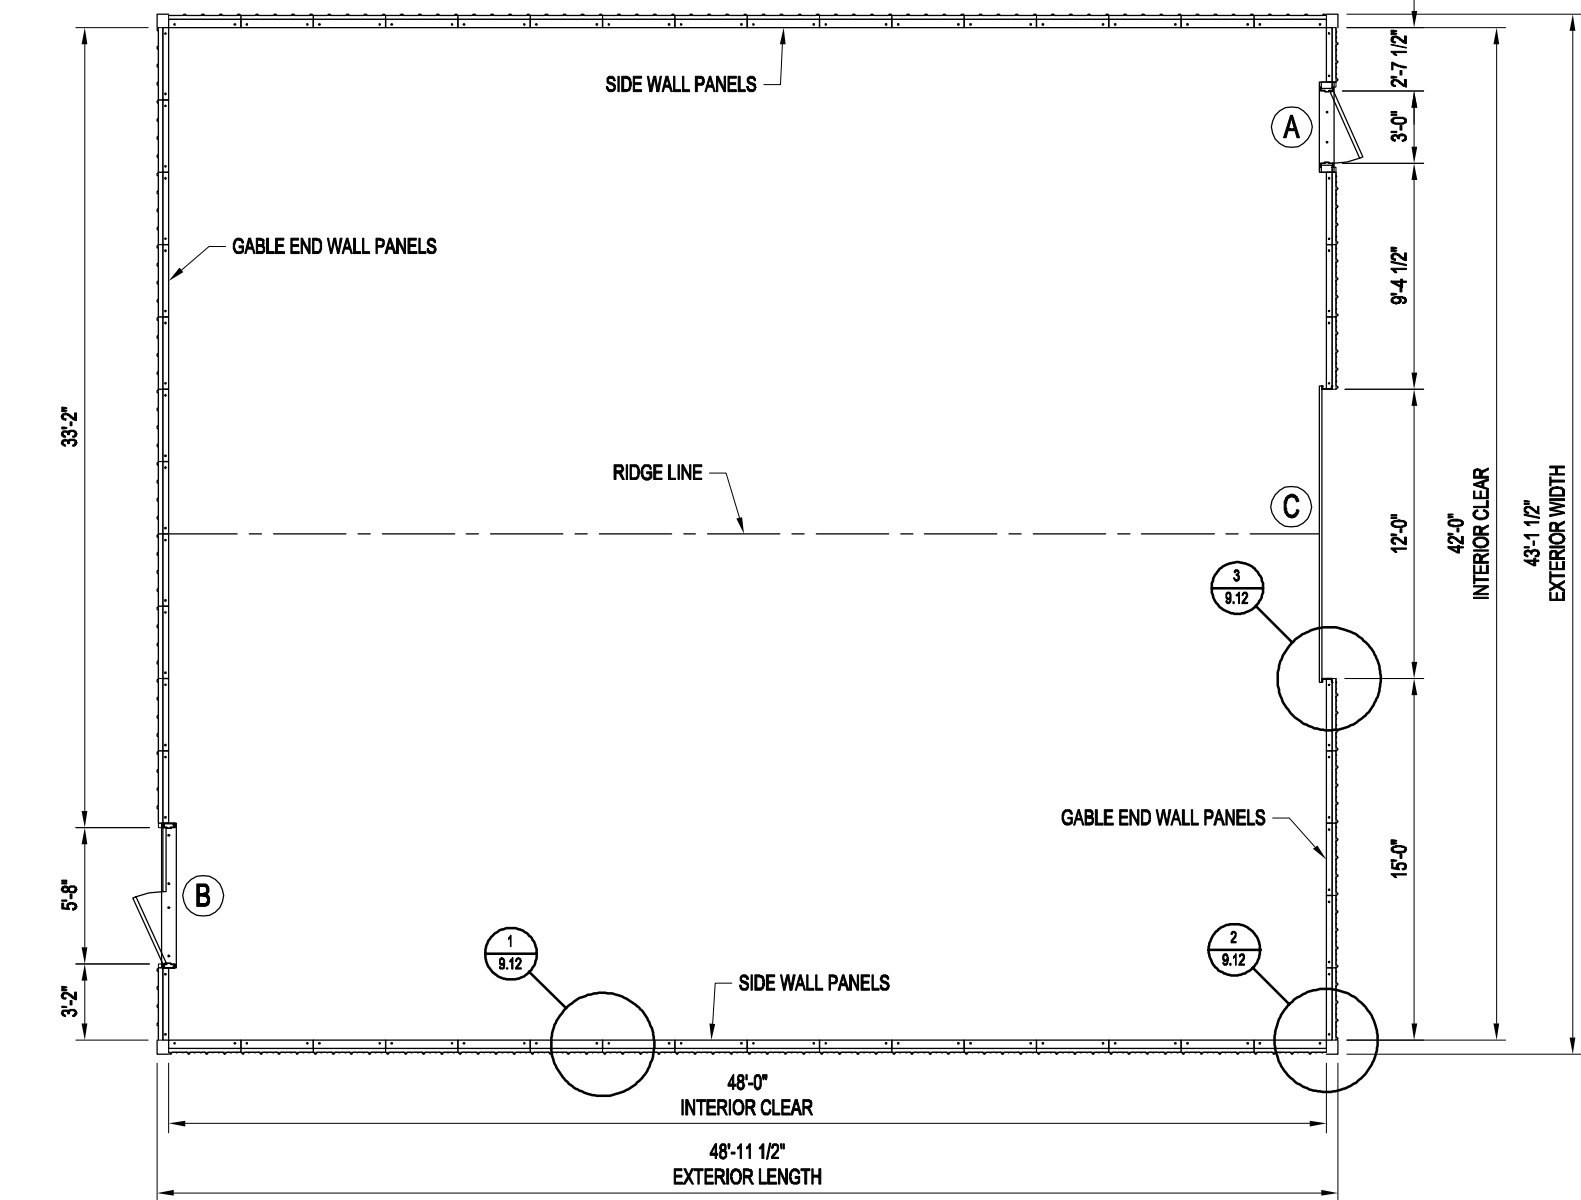 SIDE WALL PANELS
2'-7 1/2"
A
3'-0"
GABLE END WALL PANELS
9'-4 1/2"
33'-2"
RIDGE LINE
C
12'-0"
42'-0"
INTERIOR CLEAR
43'-1 1/2"
EXTERIOR WIDTH
3
9.12
GABLE END WALL PANELS
15'-0"
5'-8"
B
1
9.12
2
9.12
SIDE WALL PANELS
3'-2"
48'-0"
INTERIOR CLEAR
48'-11 1/2"
EXTERIOR LENGTH